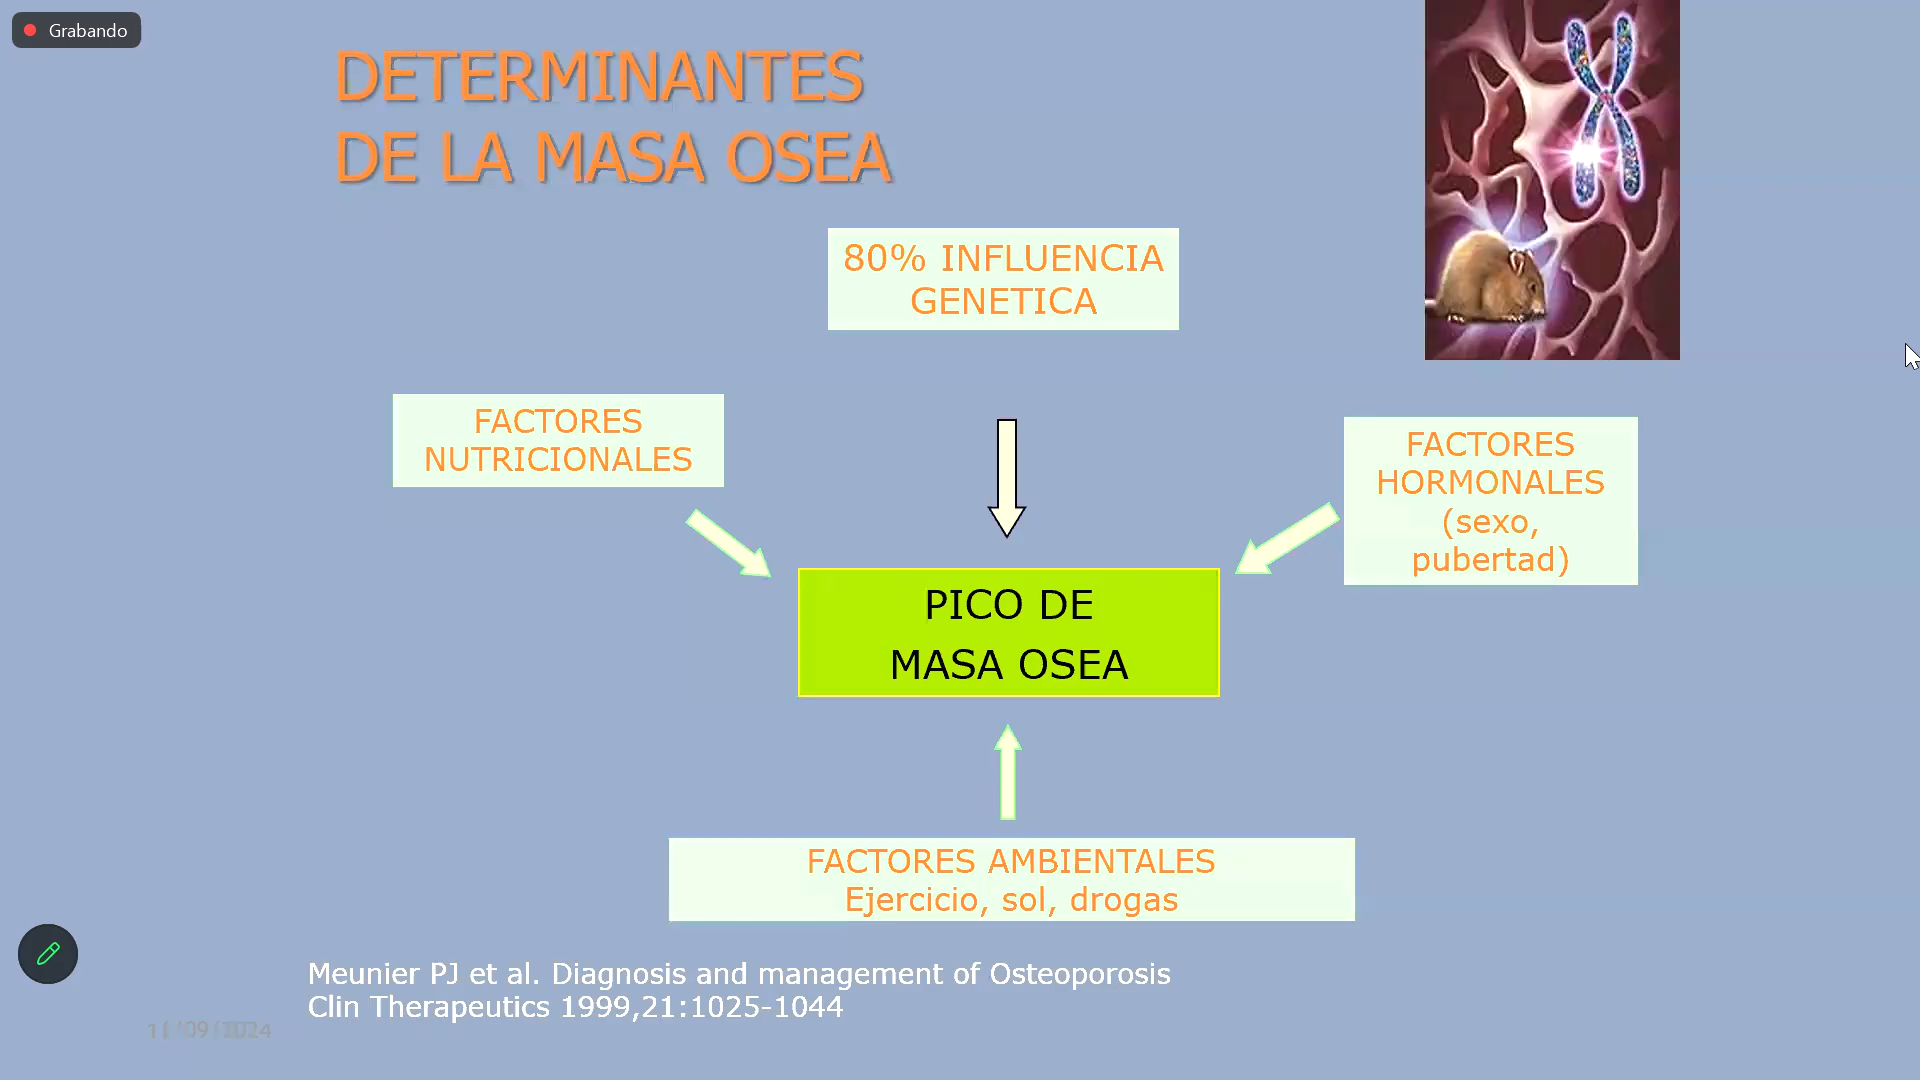 Grabando
DETERMINANTES
DE LA MASA OSEA
80% INFLUENCIA
GENETICA
FACTORES
NUTRICIONALES
FACTORES
HORMONALES
(sexo,
pubertad)
PICO DE
MASA OSEA
FACTORES AMBIENTALES
Ejercicio, sol, drogas
Meunier PJ et al. Diagnosis and management of Osteoporosis
Clin Therapeutics 1999,21:1025-1044